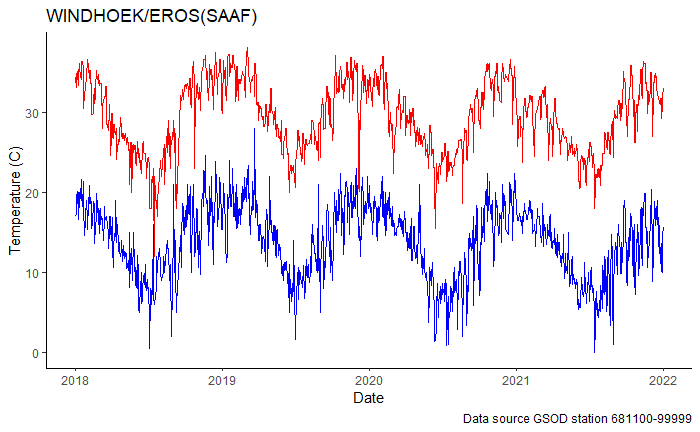 WINDHOEK/EROS(SAAF)
Temperature (C)
30
20
10
0
2018 2019 2020 2021 2022
Date
Data source GSOD station 681100-99999